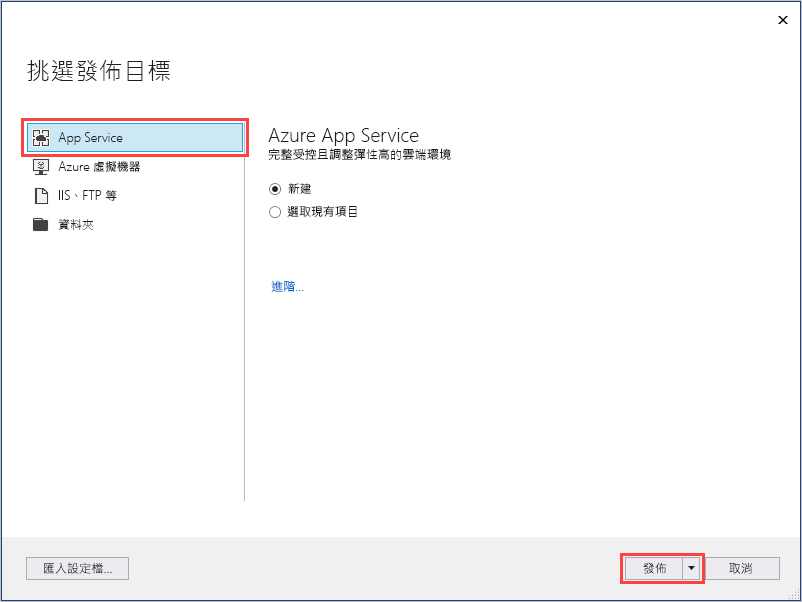 挑選發佈目標
App Service
Azure 虛擬機器
IIS、FTP 等
資料夾
Azure App Service
完整受控且調整彈性高的雲端環境
新建
選取現有項目
進階...
匯入設定檔...
發佈
取消